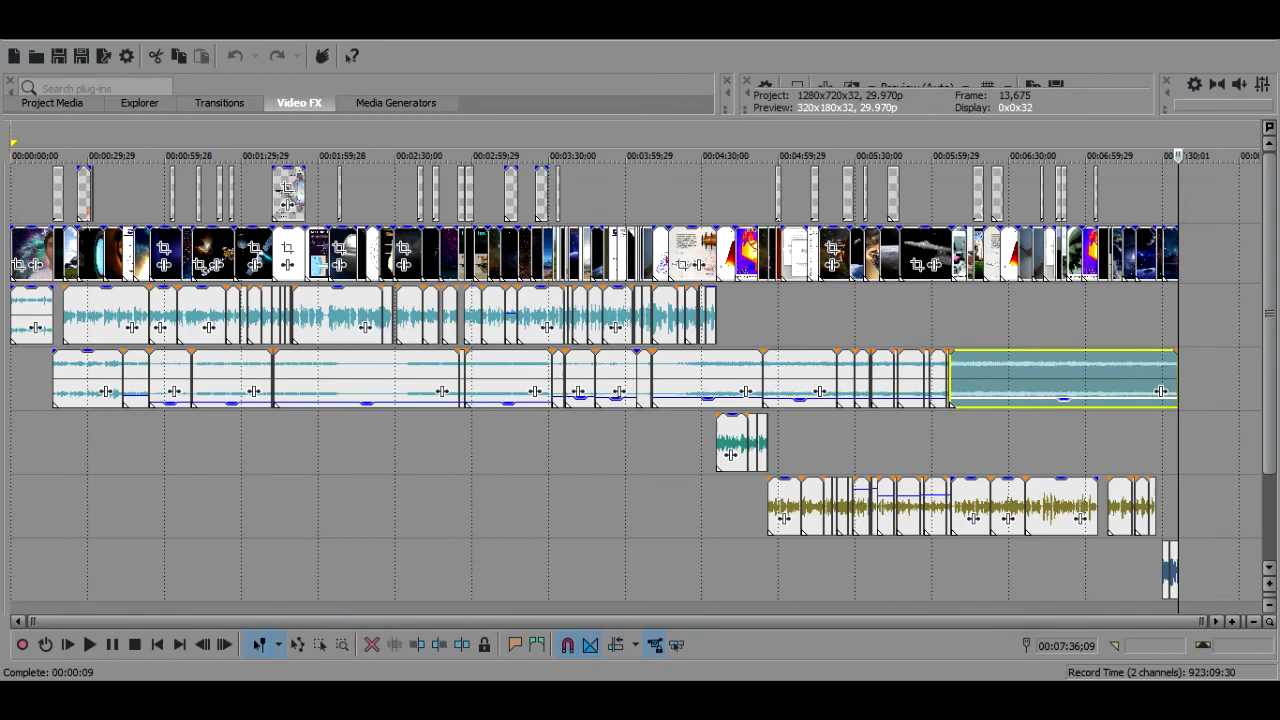 Search plug-ins
Preview (Auto)
Project Media Explorer Transitions Video FX Media Generators
Project: 1280x720x32, 29.970p Frame: 13,675
Preview: 320x180x32, 29.970p Display: 0x0x32
00:00:00;00 00:00:29;29 00:00:59;28 00:01:29;29 00:01:59;28 00:02:30;00 00:02:59;29 00:03:30;00 00:03:59;29 00:04:30;00 00:04:59;29 00:05:30;00 00:05:59;29 00:06:30;00 00:06:59;29
00:07:36;09
Complete: 00:00:09 Record Time (2 channels): 923:09:30